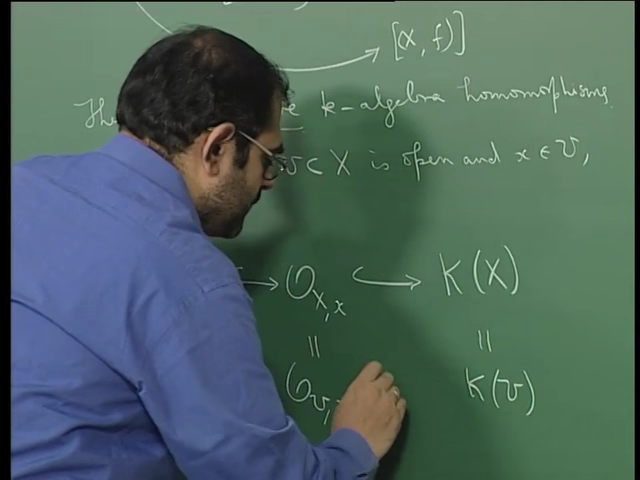 [X, f)]
k-algebra homomorphisms.
⊂ X is open and x ∈ U,
→ O_{X,x} ↪ K(X)
|| ||
O_{U, K(U)